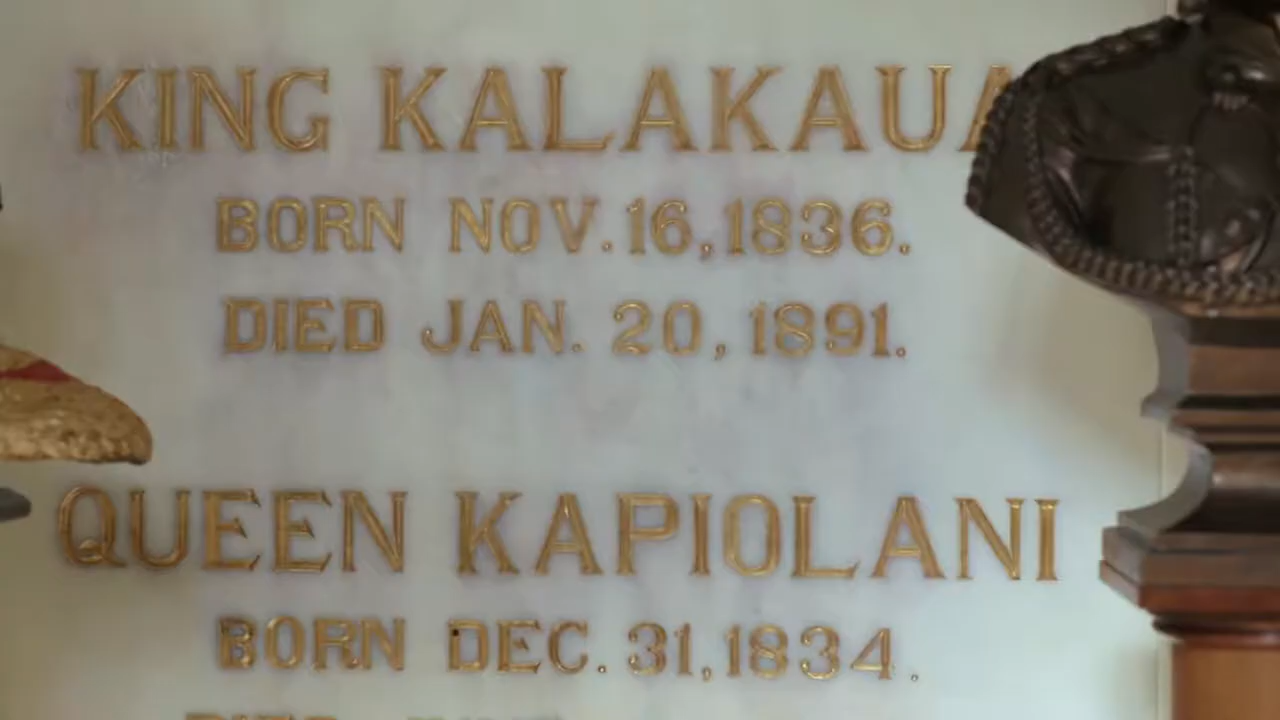 KING KALAKAUA
BORN NOV. 16, 1836.
DIED JAN. 20, 1891.
QUEEN KAPIOLANI
BORN DEC. 31, 1834.